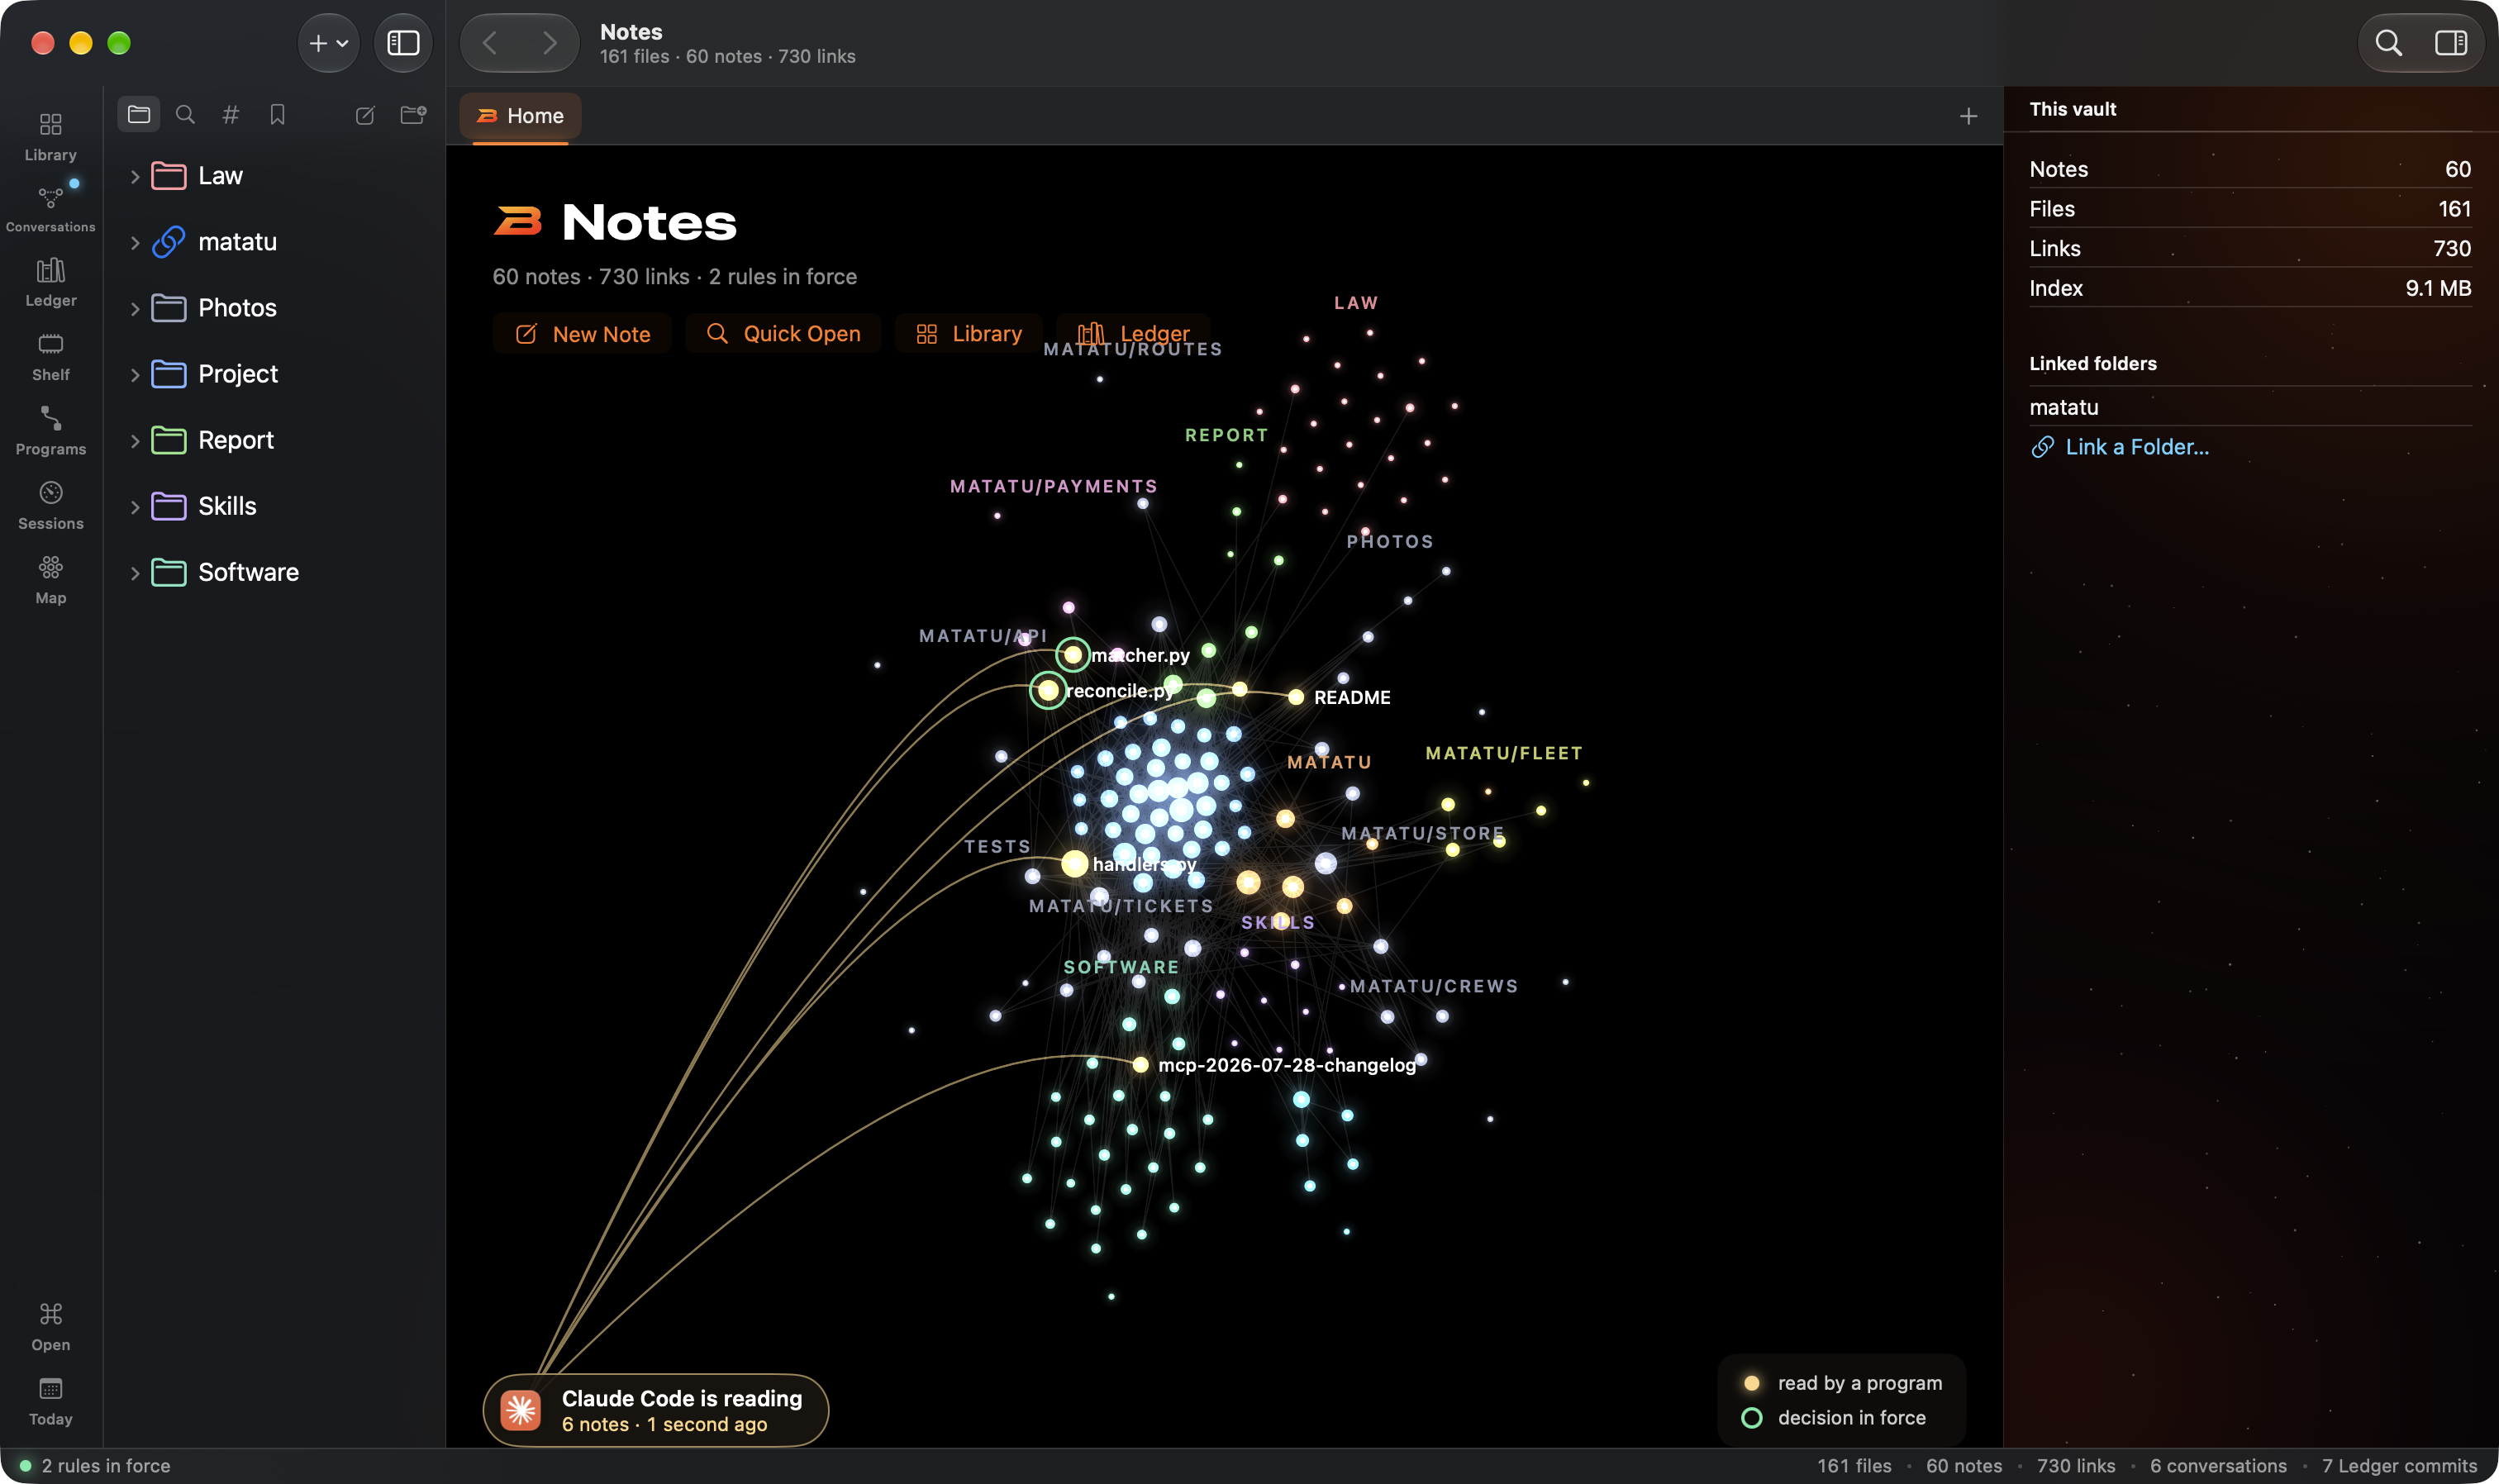 Notes
161 files · 60 notes · 730 links
Library
Conversations
Ledger
Shelf
Programs
Sessions
Map
Open
Today
Law
matatu
Photos
Project
Report
Skills
Software
Home
Notes
60 notes · 730 links · 2 rules in force
New Note
Quick Open
Library
Ledger
LAW
MATATU/ROUTES
REPORT
MATATU/PAYMENTS
PHOTOS
MATATU/API
matcher.py
reconcile.py
README
MATATU
MATATU/FLEET
MATATU/STORE
TESTS
handlers.py
MATATU/TICKETS
SKILLS
SOFTWARE
MATATU/CREWS
mcp-2026-07-28-changelog
Claude Code is reading
6 notes · 1 second ago
read by a program
decision in force
This vault
Notes 60
Files 161
Links 730
Index 9.1 MB
Linked folders
matatu
Link a Folder...
2 rules in force
161 files · 60 notes · 730 links · 6 conversations · 7 Ledger commits